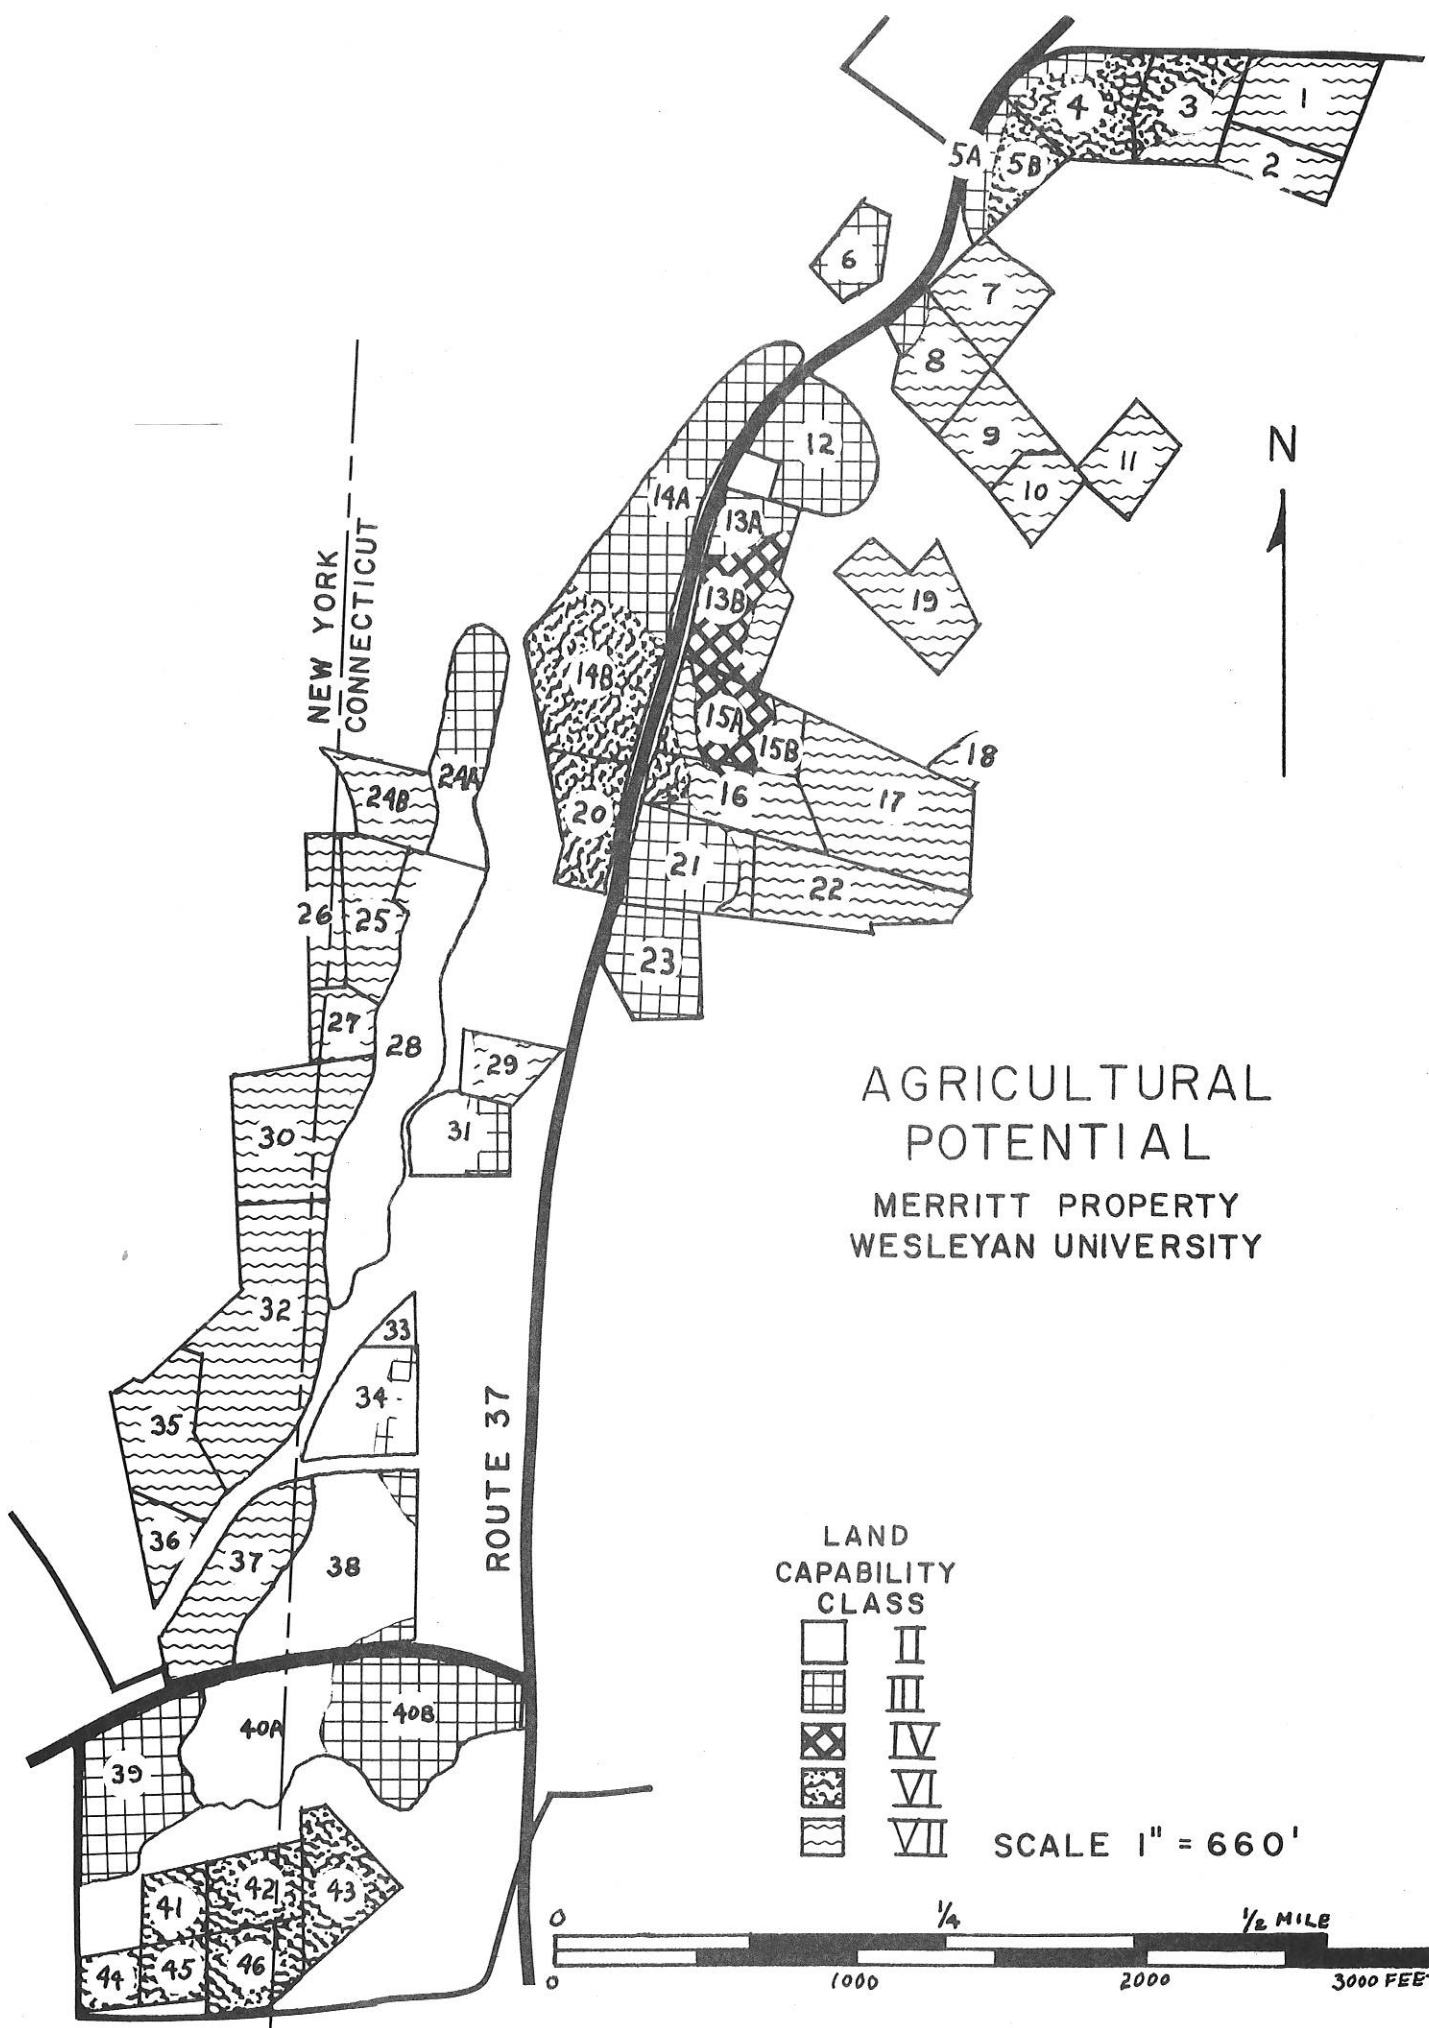 1
2
3
4
5A
5B
6
7
8
9
10
11
12
13A
13B
14A
14B
15A
15B
16
17
18
19
20
21
22
23
24A
24B
25
26
27
28
29
30
31
32
33
34
35
36
37
38
39
40A
40B
41
42
43
44
45
46
N
NEW YORK
CONNECTICUT
ROUTE 37
AGRICULTURAL
POTENTIAL
MERRITT PROPERTY
WESLEYAN UNIVERSITY
LAND
CAPABILITY
CLASS
II
III
IV
VI
VII
SCALE 1" = 660'
0 1/4 1/2 MILE
0 1000 2000 3000 FEET